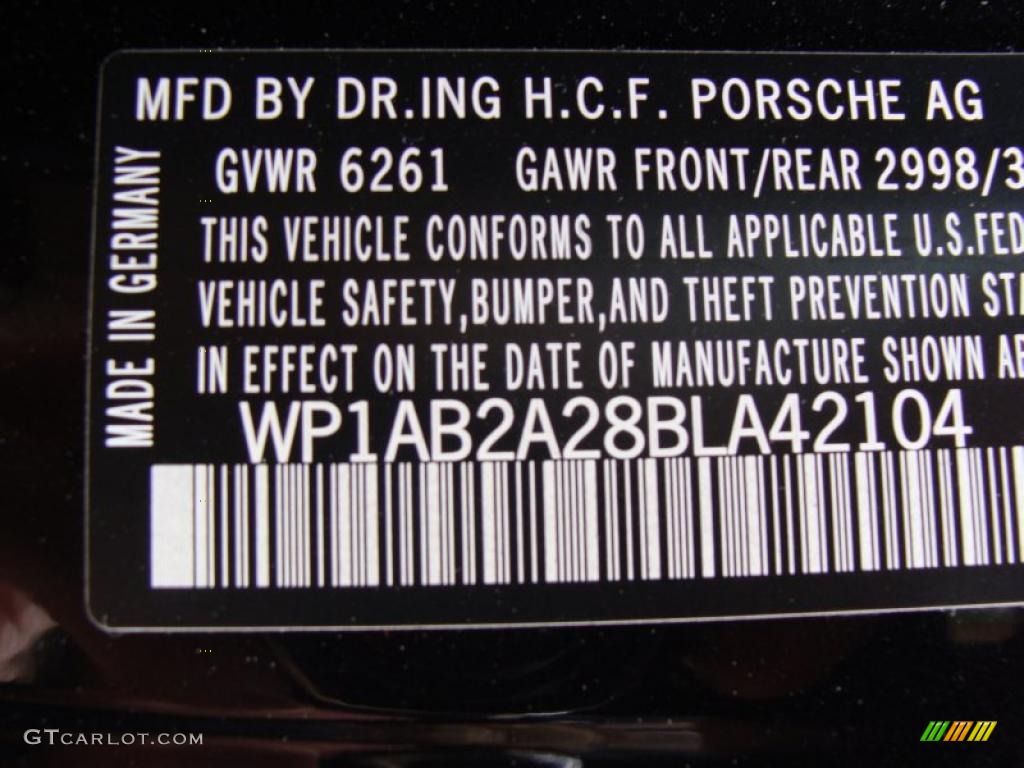 MFD BY DR.ING H.C.F. PORSCHE AG
GVWR 6261 GAWR FRONT/REAR 2998/3
THIS VEHICLE CONFORMS TO ALL APPLICABLE U.S.FED
VEHICLE SAFETY,BUMPER,AND THEFT PREVENTION STA
IN EFFECT ON THE DATE OF MANUFACTURE SHOWN AB
WP1AB2A28BLA42104
MADE IN GERMANY
GTCARLOT.COM